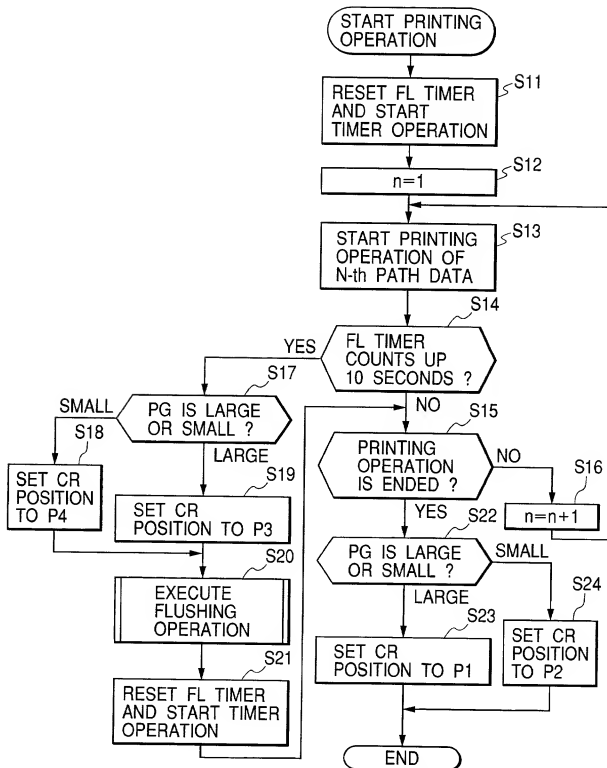 START PRINTING
OPERATION
S11
RESET FL TIMER
AND START
TIMER OPERATION
S12
n=1
S13
START PRINTING
OPERATION OF
N-th PATH DATA
S14
FL TIMER
COUNTS UP
10 SECONDS ?
YES
NO
S17
PG IS LARGE
OR SMALL ?
SMALL
LARGE
S18
SET CR
POSITION
TO P4
S19
SET CR
POSITION TO P3
S20
EXECUTE
FLUSHING
OPERATION
S21
RESET FL TIMER
AND START TIMER
OPERATION
S15
PRINTING
OPERATION
IS ENDED ?
NO
YES
S16
n=n+1
S22
PG IS LARGE
OR SMALL ?
SMALL
LARGE
S23
SET CR
POSITION TO P1
S24
SET CR
POSITION
TO P2
END